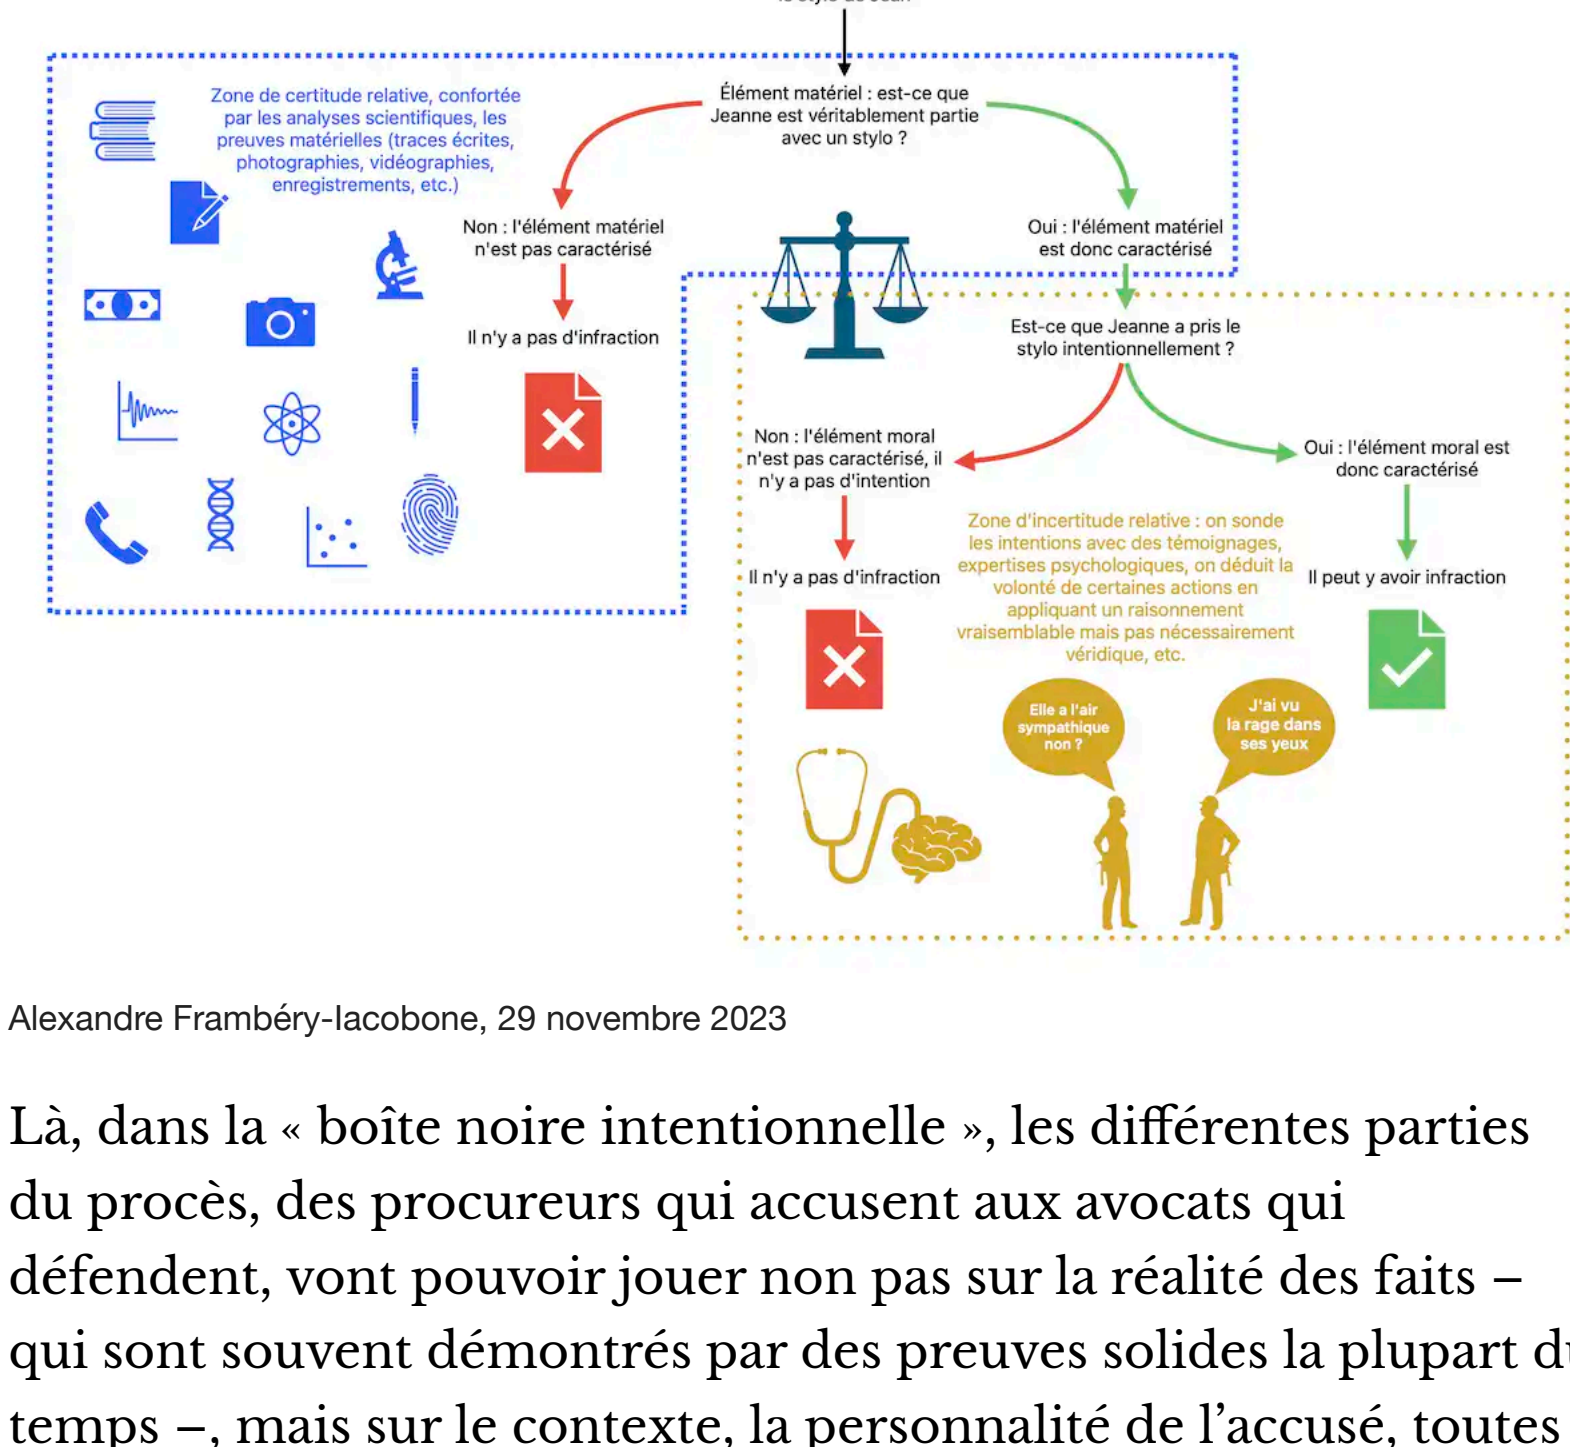 Élément matériel : est-ce que
Jeanne est véritablement partie
avec un stylo ?
Zone de certitude relative, confortée
par les analyses scientifiques, les
preuves matérielles (traces écrites,
photographies, vidéographies,
enregistrements, etc.)
Non : l'élément matériel
n'est pas caractérisé
Oui : l'élément matériel
est donc caractérisé
Il n'y a pas d'infraction
Est-ce que Jeanne a pris le
stylo intentionnellement ?
Non : l'élément moral
n'est pas caractérisé, il
n'y a pas d'intention
Oui : l'élément moral est
donc caractérisé
Il n'y a pas d'infraction
Zone d'incertitude relative : on sonde
les intentions avec des témoignages,
expertises psychologiques, on déduit la
volonté de certaines actions en
appliquant un raisonnement
vraisemblable mais pas nécessairement
véridique, etc.
Il peut y avoir infraction
Elle a l'air
sympathique
non ?
J'ai vu
la rage dans
ses yeux
Alexandre Frambéry-Iacobone, 29 novembre 2023
Là, dans la « boîte noire intentionnelle », les différentes parties
du procès, des procureurs qui accusent aux avocats qui
défendent, vont pouvoir jouer non pas sur la réalité des faits –
qui sont souvent démontrés par des preuves solides la plupart
temps –, mais sur le contexte, la personnalité de l'accusé, toutes